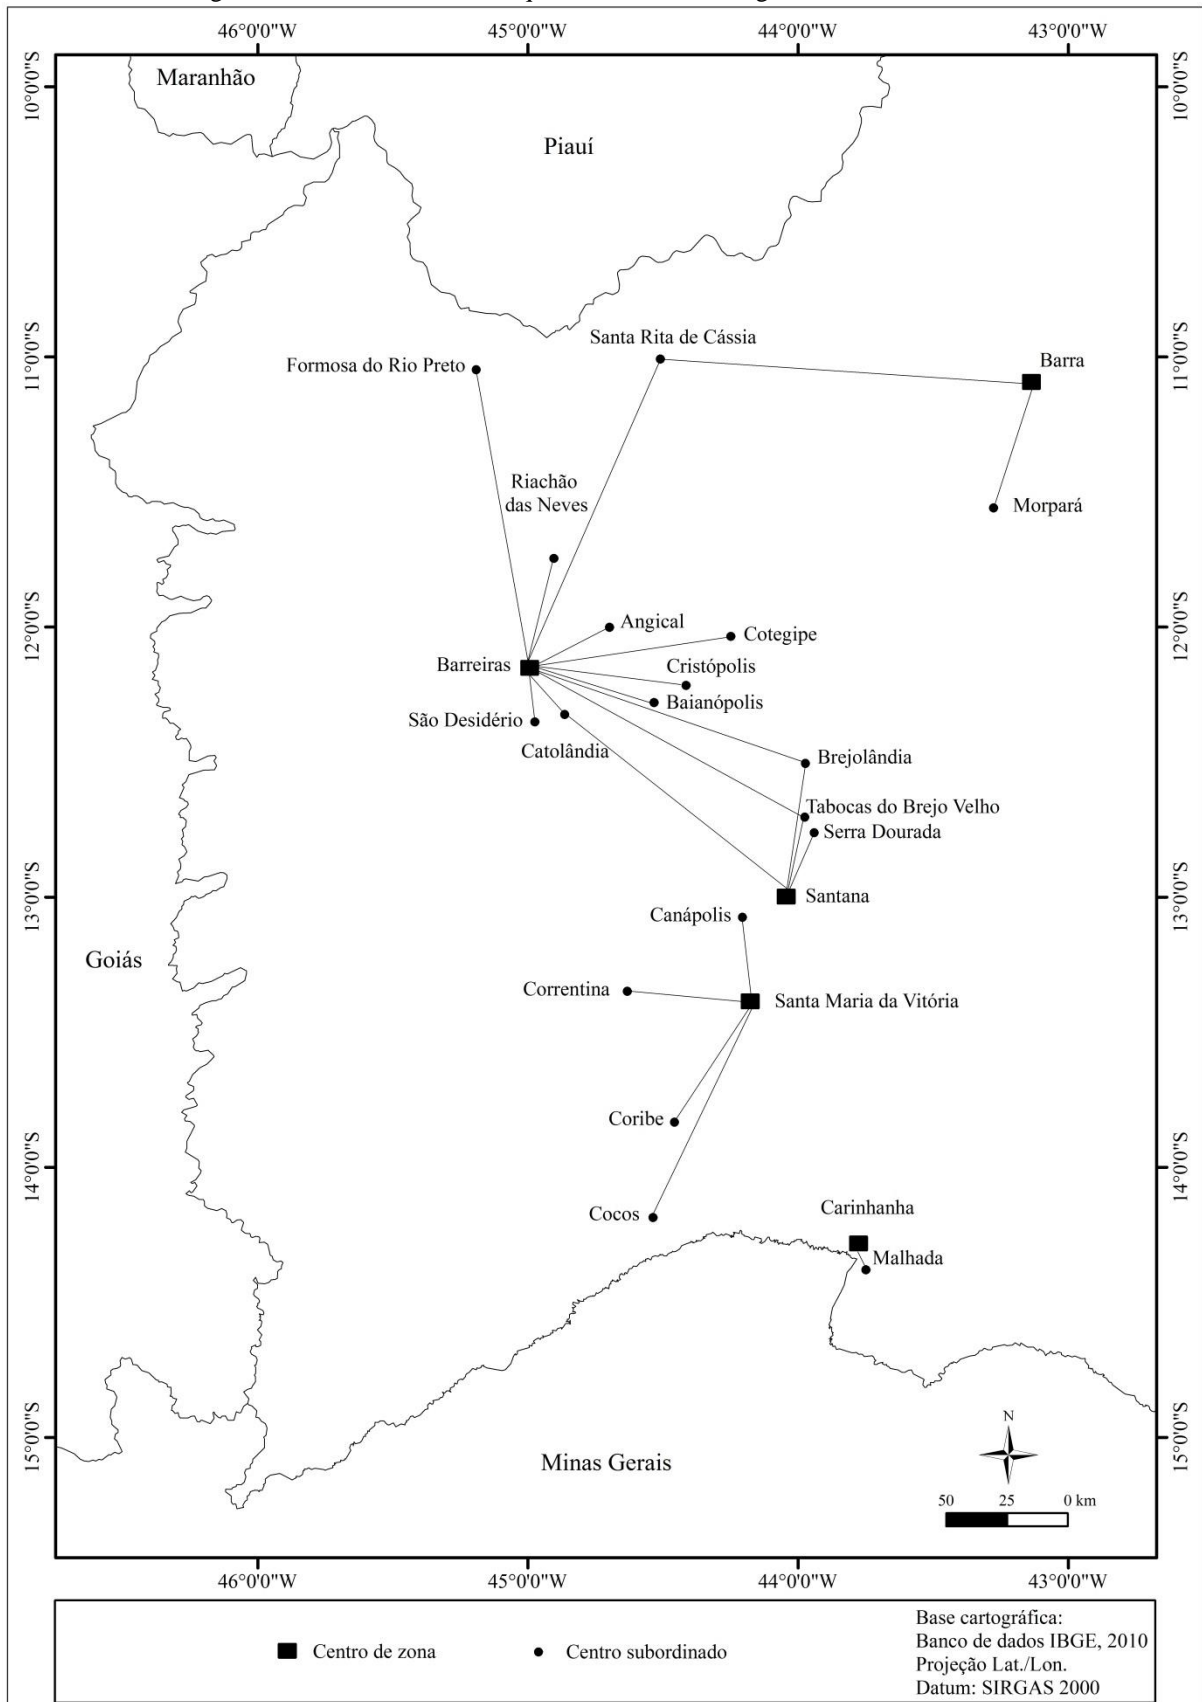 46°0'0"W
45°0'0"W
44°0'0"W
43°0'0"W
10°0'0"S
10°0'0"S
Maranhão
Piauí
11°0'0"S
11°0'0"S
Santa Rita de Cássia
Formosa do Rio Preto
Barra
Riachão
das Neves
Morpará
12°0'0"S
12°0'0"S
Angical
Cotegipe
Barreiras
Cristópolis
Baianópolis
São Desidério
Catolândia
Brejolândia
Tabocas do Brejo Velho
Serra Dourada
13°0'0"S
13°0'0"S
Santana
Canápolis
Goiás
Correntina
Santa Maria da Vitória
Coribe
14°0'0"S
14°0'0"S
Cocos
Carinhanha
Malhada
15°0'0"S
15°0'0"S
N
Minas Gerais
50 25 0 km
46°0'0"W
45°0'0"W
44°0'0"W
43°0'0"W
Centro de zona
Centro subordinado
Base cartográfica:
Banco de dados IBGE, 2010
Projeção Lat./Lon.
Datum: SIRGAS 2000